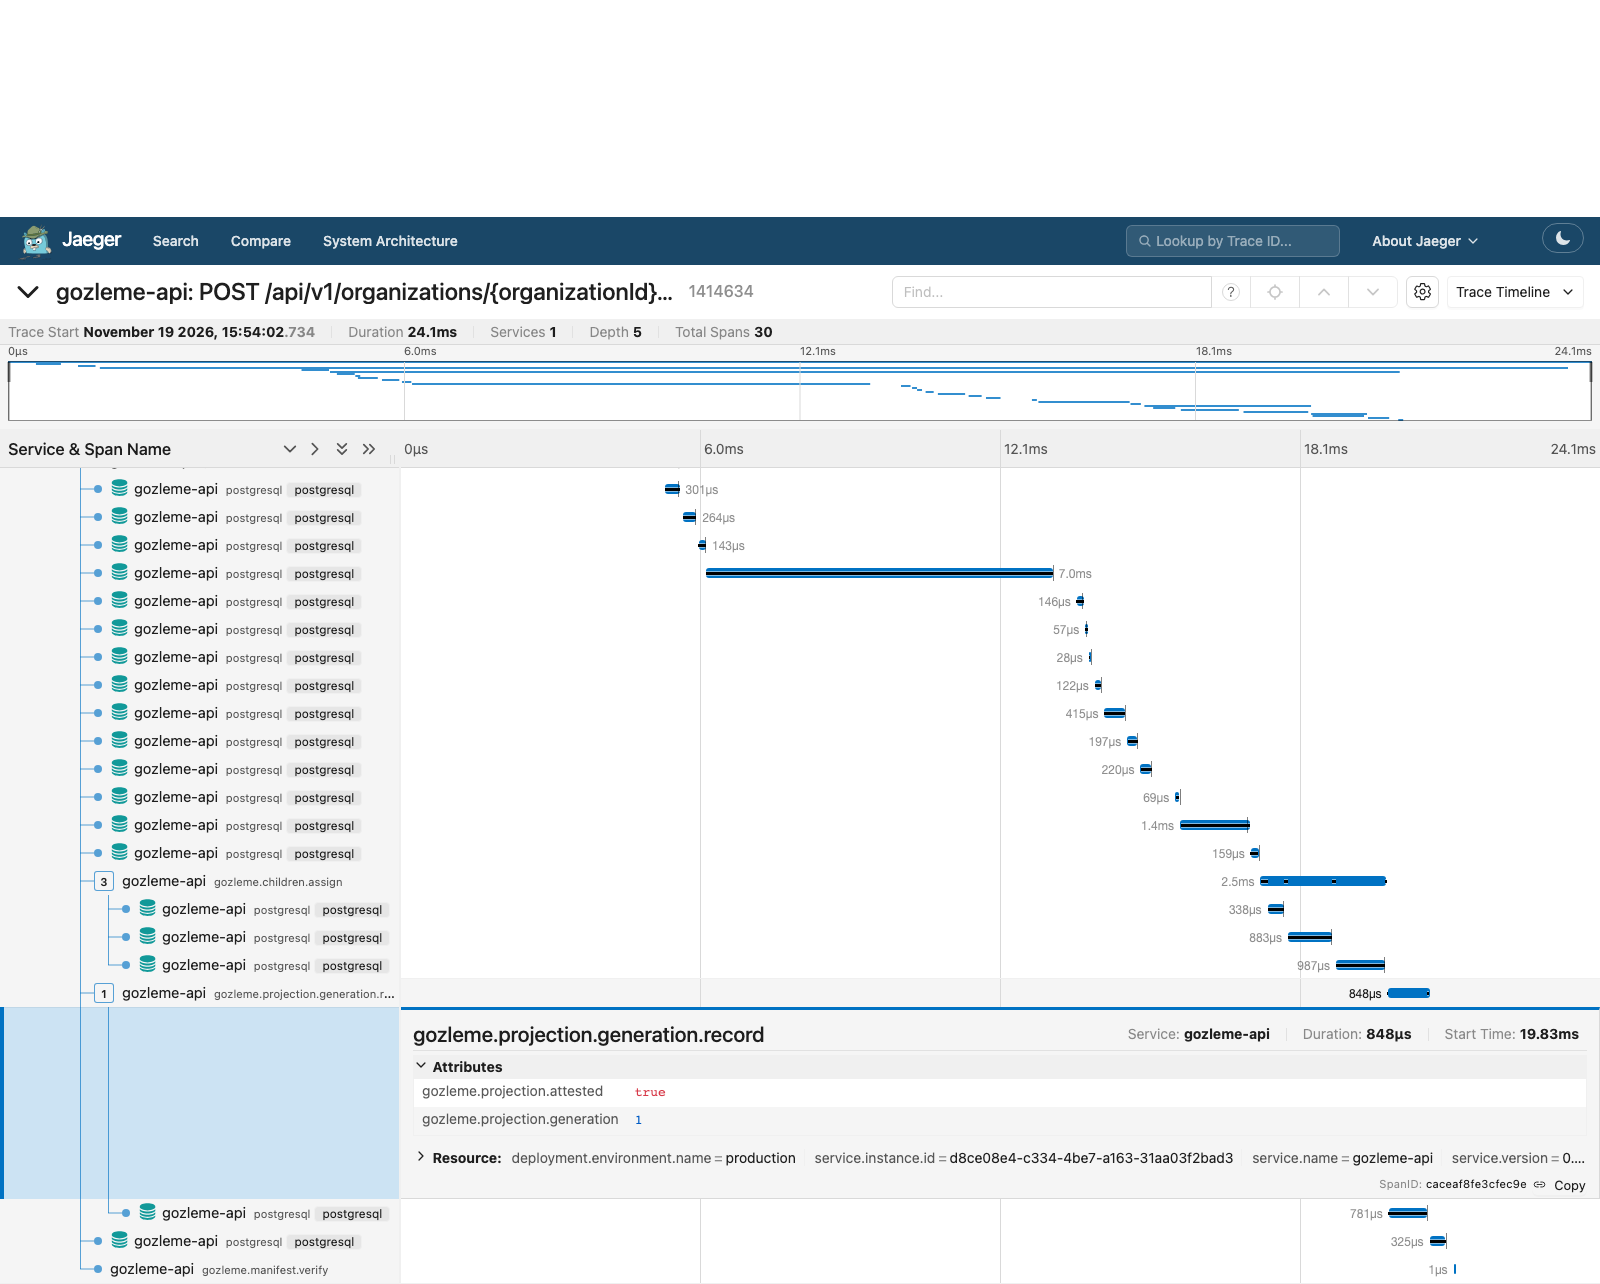 Jaeger Search Compare System Architecture Lookup by Trace ID... About Jaeger
gozleme-api: POST /api/v1/organizations/{organizationId}... 1414634 Find... ? Trace Timeline
Trace Start November 19 2026, 15:54:02.734 Duration 24.1ms Services 1 Depth 5 Total Spans 30
0μs 6.0ms 12.1ms 18.1ms 24.1ms
Service & Span Name 0μs 6.0ms 12.1ms 18.1ms 24.1ms
gozleme-api postgresql postgresql 301μs
gozleme-api postgresql postgresql 264μs
gozleme-api postgresql postgresql 143μs
gozleme-api postgresql postgresql 7.0ms
gozleme-api postgresql postgresql 146μs
gozleme-api postgresql postgresql 57μs
gozleme-api postgresql postgresql 28μs
gozleme-api postgresql postgresql 122μs
gozleme-api postgresql postgresql 415μs
gozleme-api postgresql postgresql 197μs
gozleme-api postgresql postgresql 220μs
gozleme-api postgresql postgresql 69μs
gozleme-api postgresql postgresql 1.4ms
gozleme-api postgresql postgresql 159μs
3 gozleme-api gozleme.children.assign 2.5ms
gozleme-api postgresql postgresql 338μs
gozleme-api postgresql postgresql 883μs
gozleme-api postgresql postgresql 987μs
1 gozleme-api gozleme.projection.generation.r... 848μs
gozleme.projection.generation.record Service: gozleme-api Duration: 848μs Start Time: 19.83ms
Attributes
gozleme.projection.attested true
gozleme.projection.generation 1
Resource: deployment.environment.name = production service.instance.id = d8ce08e4-c334-4be7-a163-31aa03f2bad3 service.name = gozleme-api service.version = 0....
SpanID: caceaf8fe3cfec9e Copy
gozleme-api postgresql postgresql 781μs
gozleme-api postgresql postgresql 325μs
gozleme-api gozleme.manifest.verify 1μs